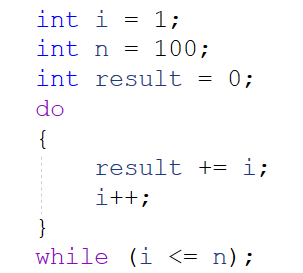 int i = 1;
int n = 100;
int result = 0;
do
{
    result += i;
    i++;
}
while (i <= n);